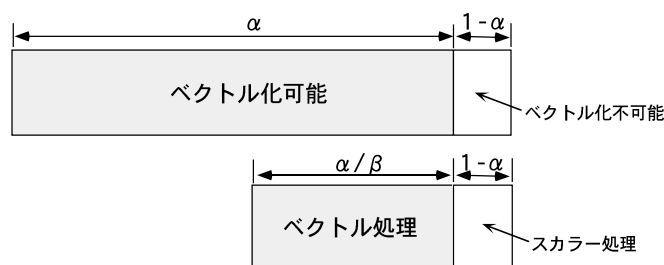 α
1-α
ベクトル化可能
ベクトル化不可能
α/β
1-α
ベクトル処理
スカラー処理